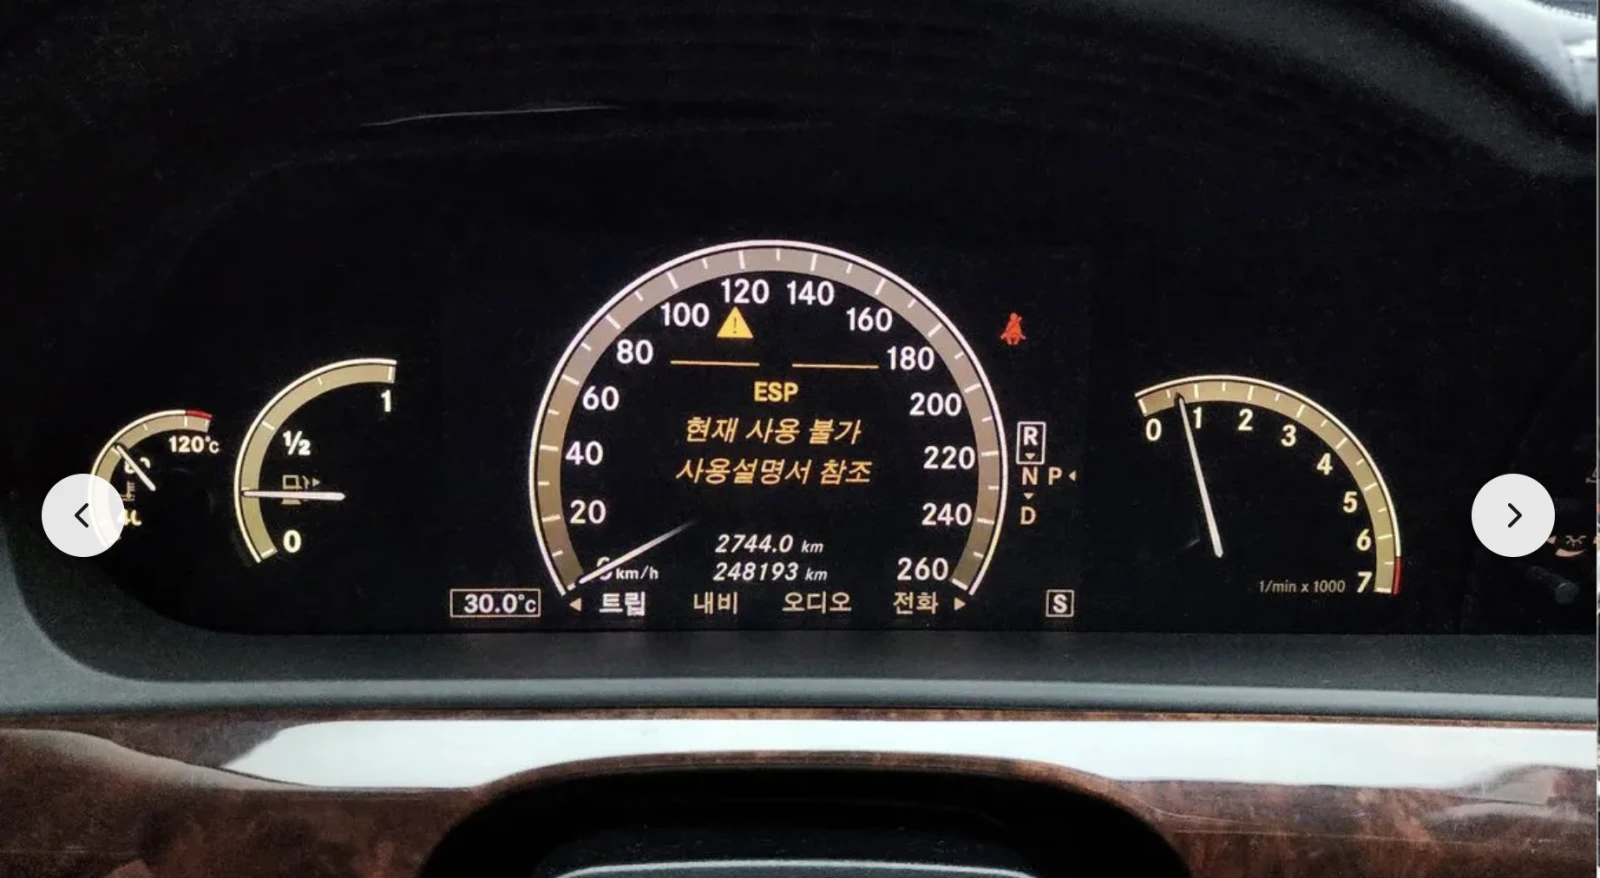 120°c
1
½
0
120 140
100 160
80 180
ESP
60 200
현재 사용 불가
40 220
사용설명서 참조
20 240
2744.0 km
km/h 248193 km 260
30.0°c
트립 내비 오디오 전화
R
N P
D
S
0 1 2 3 4 5 6 7
1/min x 1000